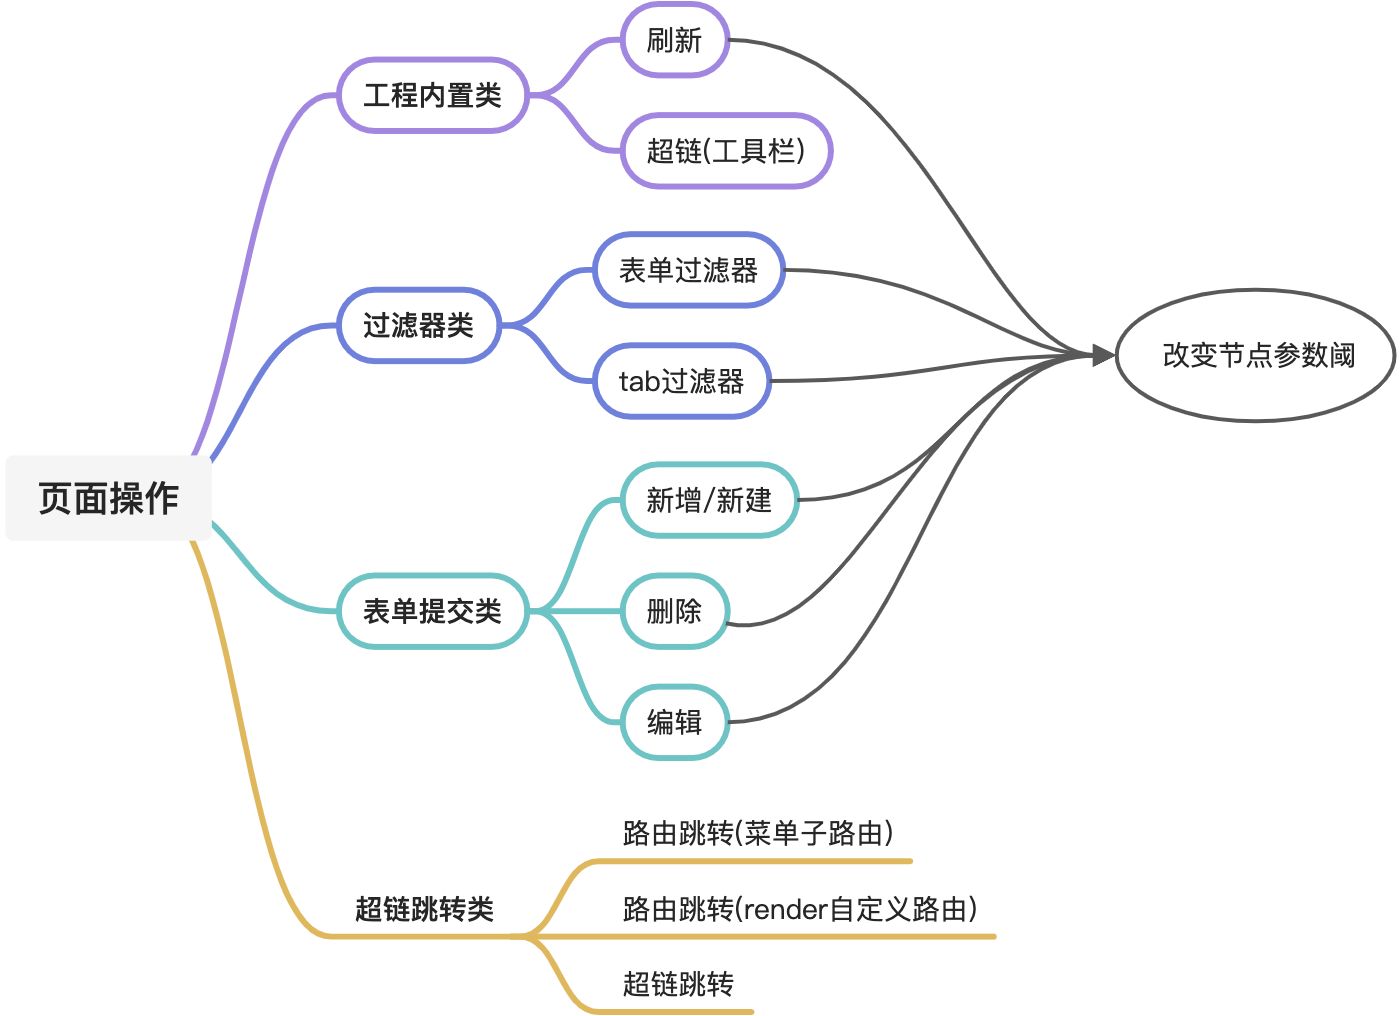 刷新
工程内置类
超链(工具栏)
表单过滤器
过滤器类
改变节点参数阈
tab过滤器
页面操作
新增/新建
表单提交类
删除
编辑
路由跳转(菜单子路由)
超链跳转类
路由跳转(render自定义路由)
超链跳转